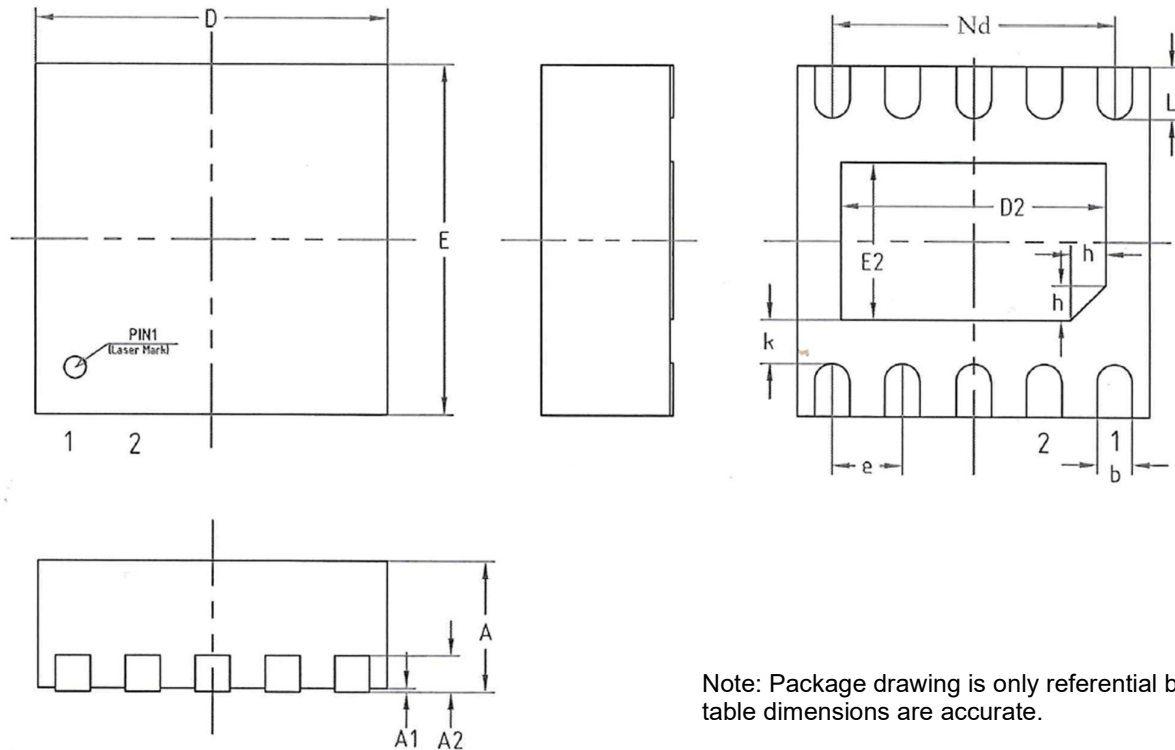 D
E
PIN1
(Laser Mark)
1 2
Nd
L
D2
E2
h
h
k
2 1
e
b
A
A1 A2
Note: Package drawing is only referential b
table dimensions are accurate.